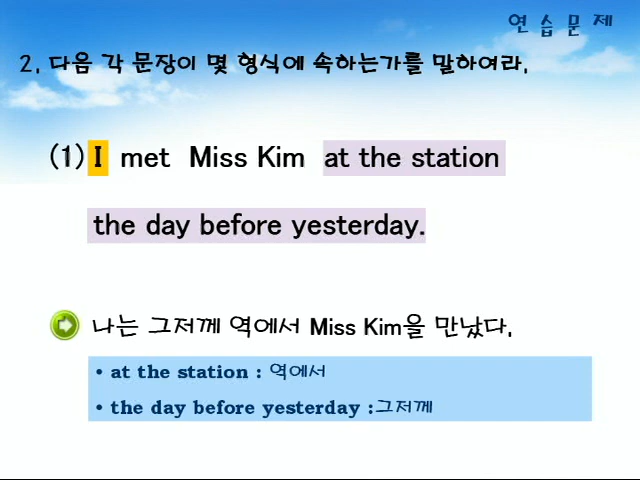 연 습 문 제
2. 다음 각 문장이 몇 형식에 속하는가를 말하여라.
(1) I met Miss Kim at the station
the day before yesterday.
나는 그저께 역에서 Miss Kim을 만났다.
• at the station : 역에서
• the day before yesterday :그저께